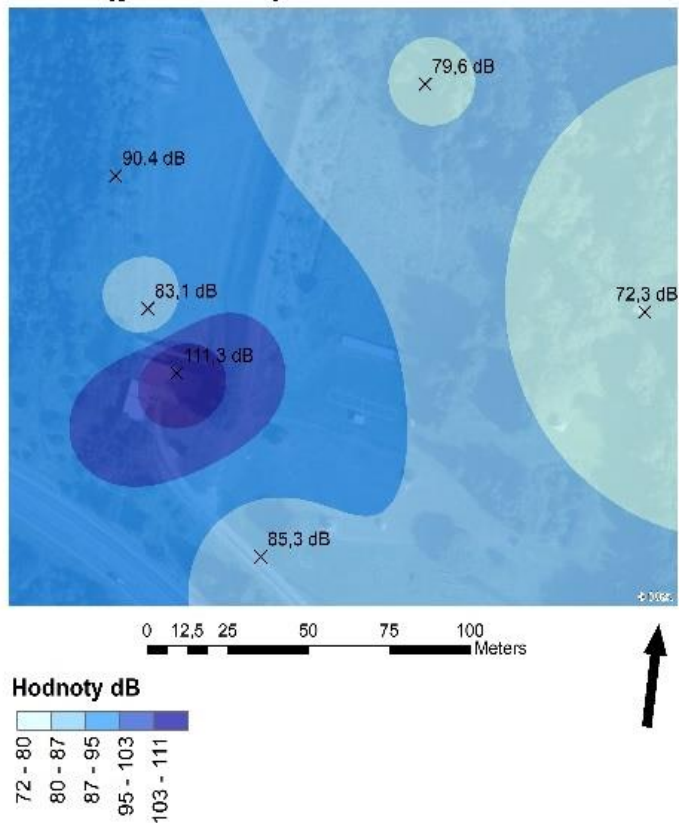 79,6 dB
90.4 dB
83,1 dB
72,3 dB
111,3 dB
85,3 dB
0 12,5 25 50 75 100
Meters
Hodnoty dB
72 - 80
80 - 87
87 - 95
95 - 103
103 - 111